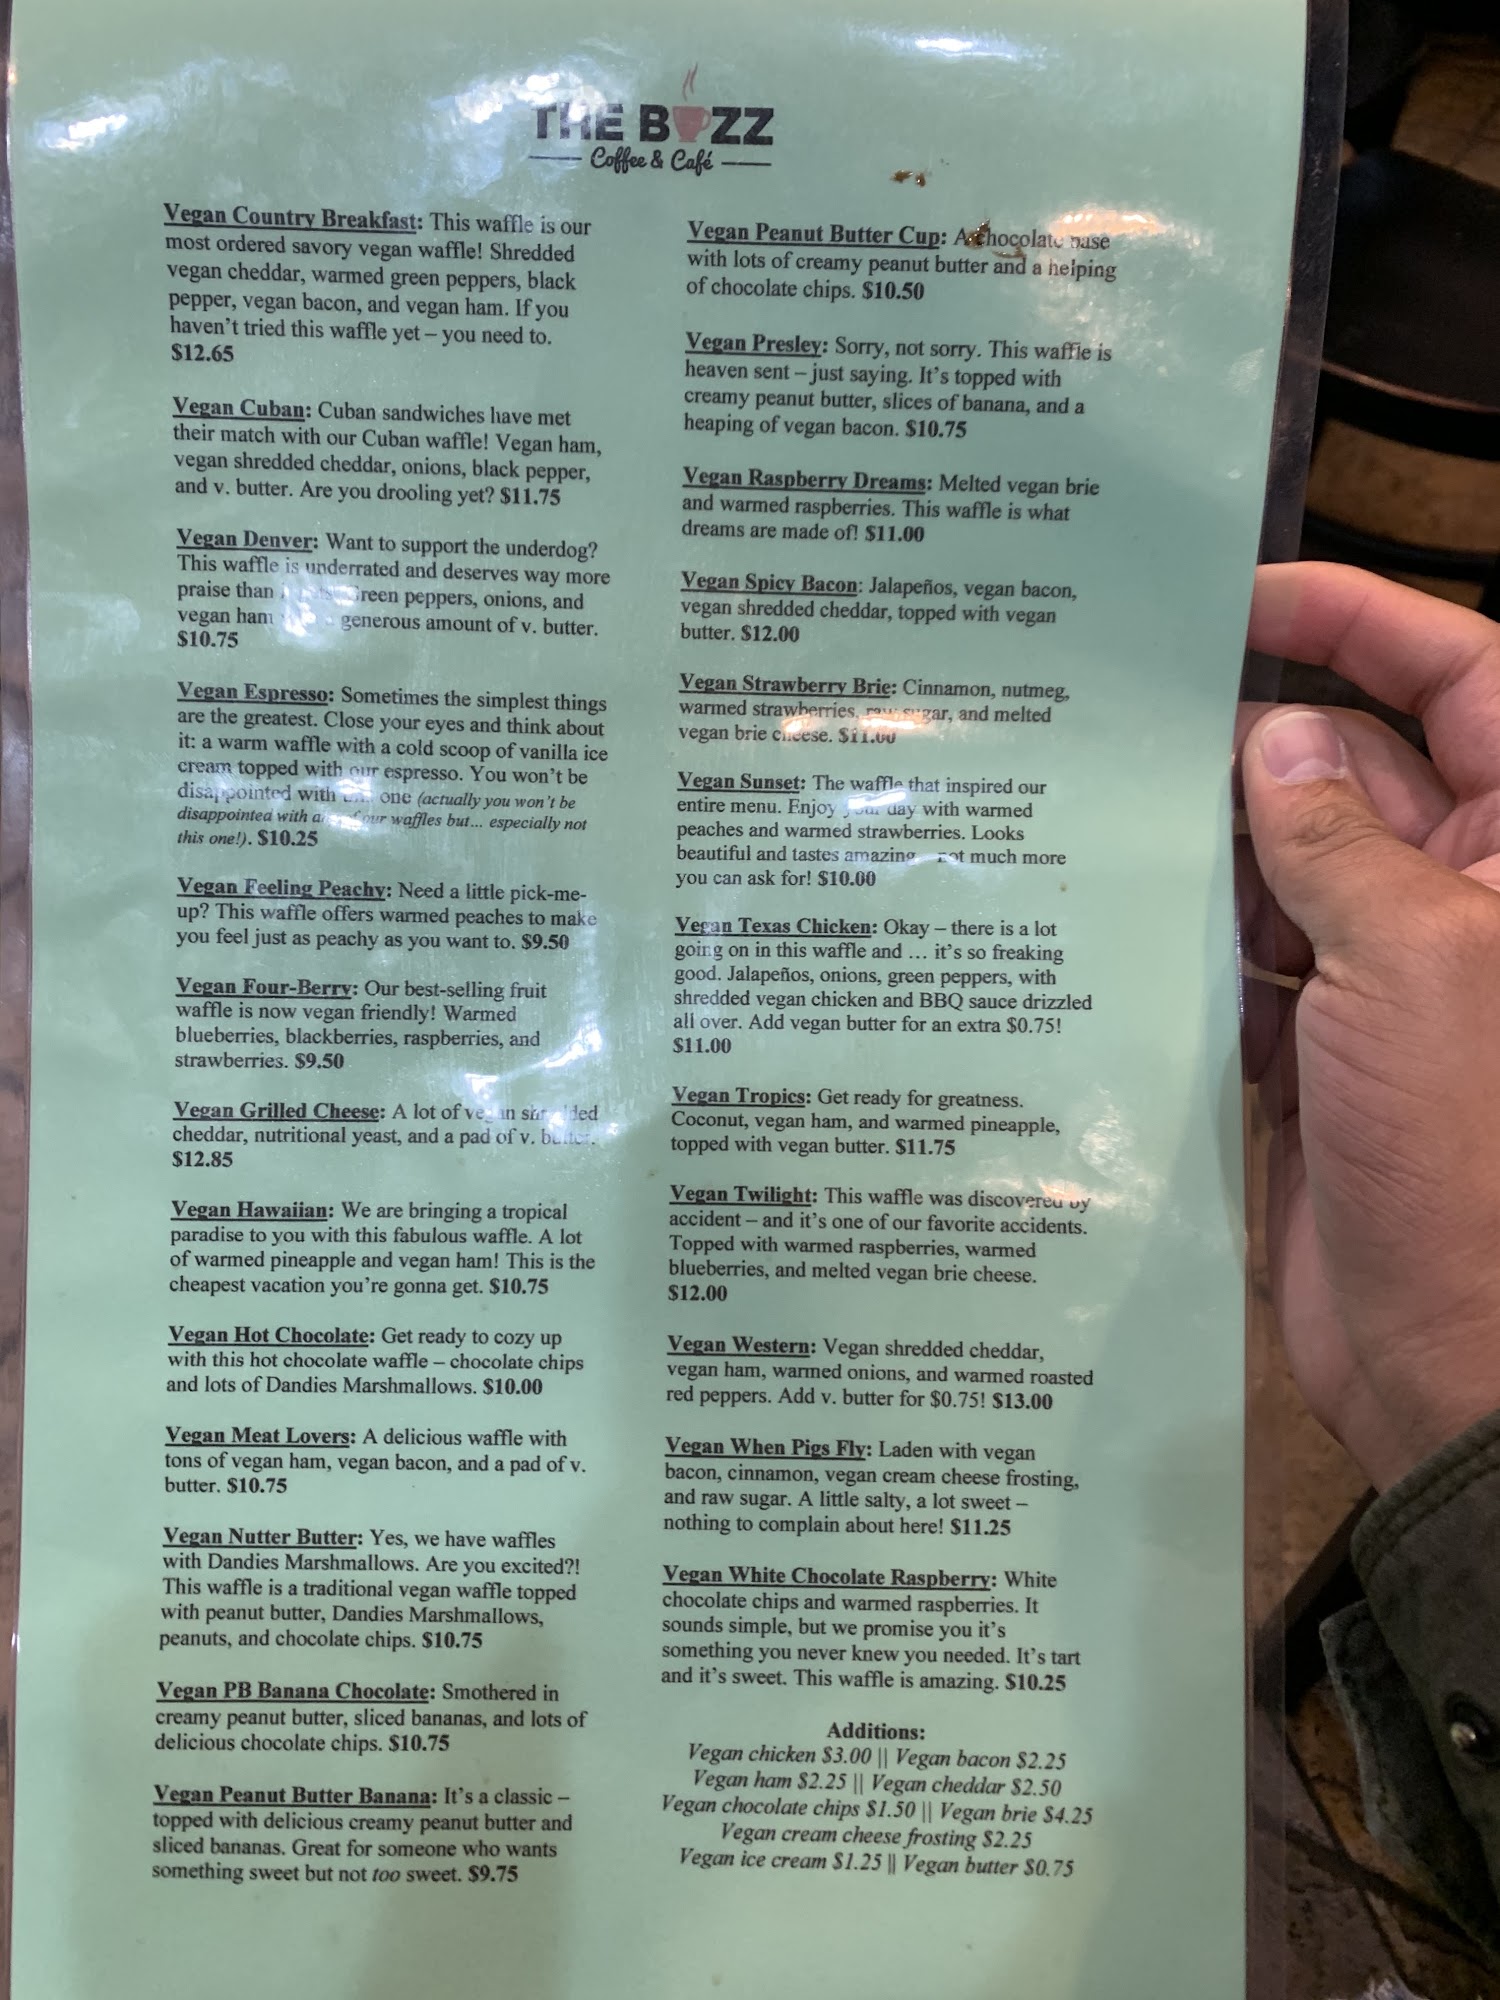 THE BUZZ
Coffee & Café
Vegan Country Breakfast: This waffle is our
most ordered savory vegan waffle! Shredded
vegan cheddar, warmed green peppers, black
pepper, vegan bacon, and vegan ham. If you
haven't tried this waffle yet – you need to.
$12.65
Vegan Cuban: Cuban sandwiches have met
their match with our Cuban waffle! Vegan ham,
vegan shredded cheddar, onions, black pepper,
and v. butter. Are you drooling yet? $11.75
Vegan Denver: Want to support the underdog?
This waffle is underrated and deserves way more
praise than Green peppers, onions, and
vegan ham generous amount of v. butter.
$10.75
Vegan Espresso: Sometimes the simplest things
are the greatest. Close your eyes and think about
it: a warm waffle with a cold scoop of vanilla ice
cream topped with our espresso. You won't be
disappointed with one (actually you won't be
disappointed with our waffles but... especially not
this one!). $10.25
Vegan Feeling Peachy: Need a little pick-me-
up? This waffle offers warmed peaches to make
you feel just as peachy as you want to. $9.50
Vegan Four-Berry: Our best-selling fruit
waffle is now vegan friendly! Warmed
blueberries, blackberries, raspberries, and
strawberries. $9.50
Vegan Grilled Cheese: A lot of vegan shredded
cheddar, nutritional yeast, and a pad of v. butter.
$12.85
Vegan Hawaiian: We are bringing a tropical
paradise to you with this fabulous waffle. A lot
of warmed pineapple and vegan ham! This is the
cheapest vacation you're gonna get. $10.75
Vegan Hot Chocolate: Get ready to cozy up
with this hot chocolate waffle – chocolate chips
and lots of Dandies Marshmallows. $10.00
Vegan Meat Lovers: A delicious waffle with
tons of vegan ham, vegan bacon, and a pad of v.
butter. $10.75
Vegan Nutter Butter: Yes, we have waffles
with Dandies Marshmallows. Are you excited?!
This waffle is a traditional vegan waffle topped
with peanut butter, Dandies Marshmallows,
peanuts, and chocolate chips. $10.75
Vegan PB Banana Chocolate: Smothered in
creamy peanut butter, sliced bananas, and lots of
delicious chocolate chips. $10.75
Vegan Peanut Butter Banana: It's a classic –
topped with delicious creamy peanut butter and
sliced bananas. Great for someone who wants
something sweet but not too sweet. $9.75
Vegan Peanut Butter Cup: A chocolate base
with lots of creamy peanut butter and a helping
of chocolate chips. $10.50
Vegan Presley: Sorry, not sorry. This waffle is
heaven sent – just saying. It's topped with
creamy peanut butter, slices of banana, and a
heaping of vegan bacon. $10.75
Vegan Raspberry Dreams: Melted vegan brie
and warmed raspberries. This waffle is what
dreams are made of! $11.00
Vegan Spicy Bacon: Jalapeños, vegan bacon,
vegan shredded cheddar, topped with vegan
butter. $12.00
Vegan Strawberry Brie: Cinnamon, nutmeg,
warmed strawberries, raw sugar, and melted
vegan brie cheese. $11.00
Vegan Sunset: The waffle that inspired our
entire menu. Enjoy your day with warmed
peaches and warmed strawberries. Looks
beautiful and tastes amazing not much more
you can ask for! $10.00
Vegan Texas Chicken: Okay – there is a lot
going on in this waffle and … it's so freaking
good. Jalapeños, onions, green peppers, with
shredded vegan chicken and BBQ sauce drizzled
all over. Add vegan butter for an extra $0.75!
$11.00
Vegan Tropics: Get ready for greatness.
Coconut, vegan ham, and warmed pineapple,
topped with vegan butter. $11.75
Vegan Twilight: This waffle was discovered by
accident – and it's one of our favorite accidents.
Topped with warmed raspberries, warmed
blueberries, and melted vegan brie cheese.
$12.00
Vegan Western: Vegan shredded cheddar,
vegan ham, warmed onions, and warmed roasted
red peppers. Add v. butter for $0.75! $13.00
Vegan When Pigs Fly: Laden with vegan
bacon, cinnamon, vegan cream cheese frosting,
and raw sugar. A little salty, a lot sweet –
nothing to complain about here! $11.25
Vegan White Chocolate Raspberry: White
chocolate chips and warmed raspberries. It
sounds simple, but we promise you it's
something you never knew you needed. It's tart
and it's sweet. This waffle is amazing. $10.25
Additions:
Vegan chicken $3.00 || Vegan bacon $2.25
Vegan ham $2.25 || Vegan cheddar $2.50
Vegan chocolate chips $1.50 || Vegan brie $4.25
Vegan cream cheese frosting $2.25
Vegan ice cream $1.25 || Vegan butter $0.75